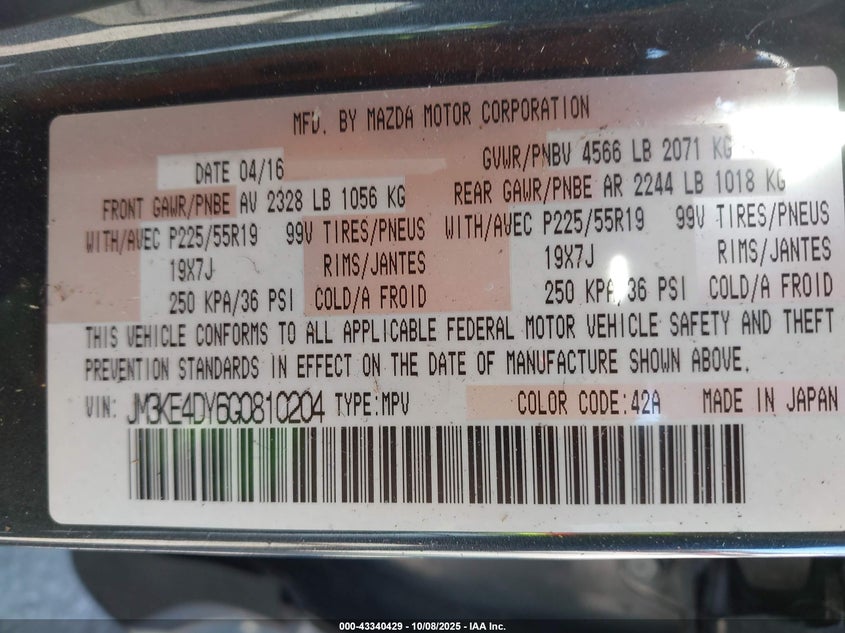 MFD. BY MAZDA MOTOR CORPORATION
DATE 04/16 GVWR/PNBV 4566 LB 2071 KG
FRONT GAWR/PNBE AV 2328 LB 1056 KG REAR GAWR/PNBE AR 2244 LB 1018 KG
WITH/AVEC P225/55R19 99V TIRES/PNEUS WITH/AVEC P225/55R19 99V TIRES/PNEUS
19X7J RIMS/JANTES 19X7J RIMS/JANTES
250 KPA/36 PSI COLD/A FROID 250 KPA/36 PSI COLD/A FROID
THIS VEHICLE CONFORMS TO ALL APPLICABLE FEDERAL MOTOR VEHICLE SAFETY AND THEFT
PREVENTION STANDARDS IN EFFECT ON THE DATE OF MANUFACTURE SHOWN ABOVE.
VIN: JM3KE4DY6G0810204 TYPE:MPV COLOR CODE:42A MADE IN JAPAN
000-43340429 - 10/08/2025 - IAA Inc.